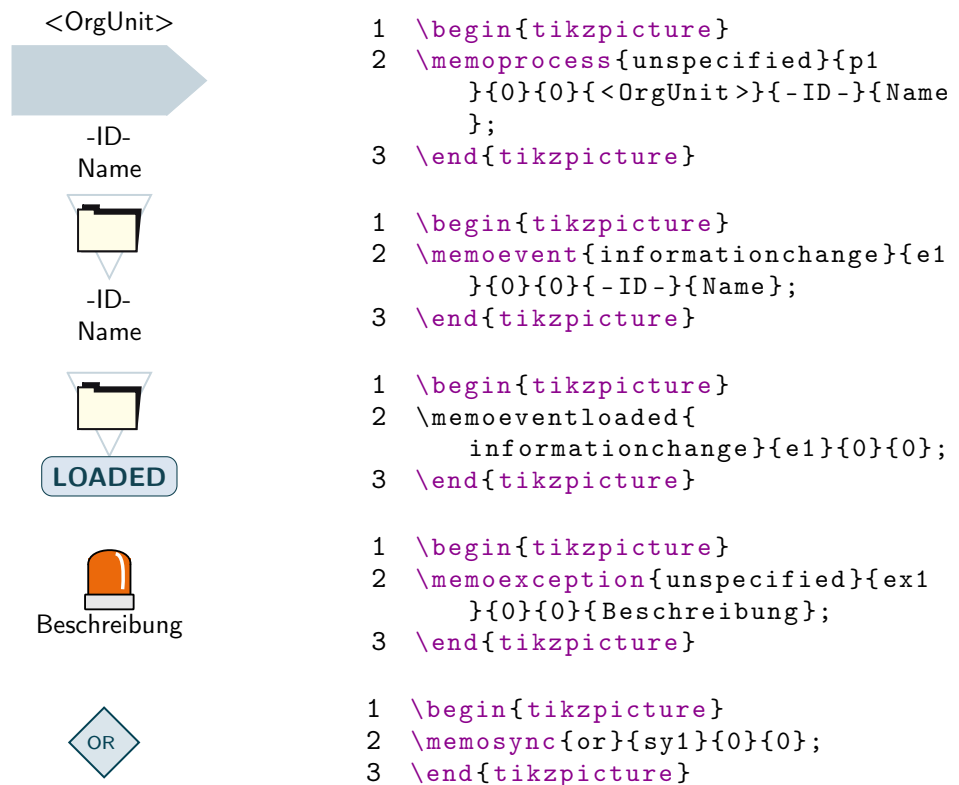 <OrgUnit>
-ID-
Name
1 \begin{tikzpicture}
2 \memoprocess{unspecified}{p1
}{0}{0}{<OrgUnit>}{-ID-}{Name
};
3 \end{tikzpicture}
-ID-
Name
1 \begin{tikzpicture}
2 \memoevent{informationchange}{e1
}{0}{0}{-ID-}{Name};
3 \end{tikzpicture}
LOADED
1 \begin{tikzpicture}
2 \memoeventloaded{
informationchange}{e1}{0}{0};
3 \end{tikzpicture}
Beschreibung
1 \begin{tikzpicture}
2 \memoexception{unspecified}{ex1
}{0}{0}{Beschreibung};
3 \end{tikzpicture}
OR
1 \begin{tikzpicture}
2 \memosync{or}{sy1}{0}{0};
3 \end{tikzpicture}